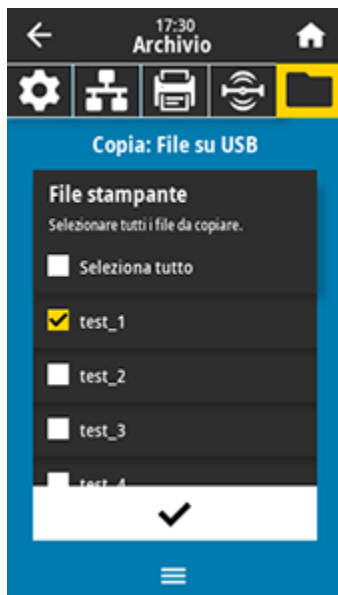 17:30
Archivio
Copia: File su USB
File stampante
Selezionare tutti i file da copiare.
Seleziona tutto
test_1
test_2
test_3
test_4